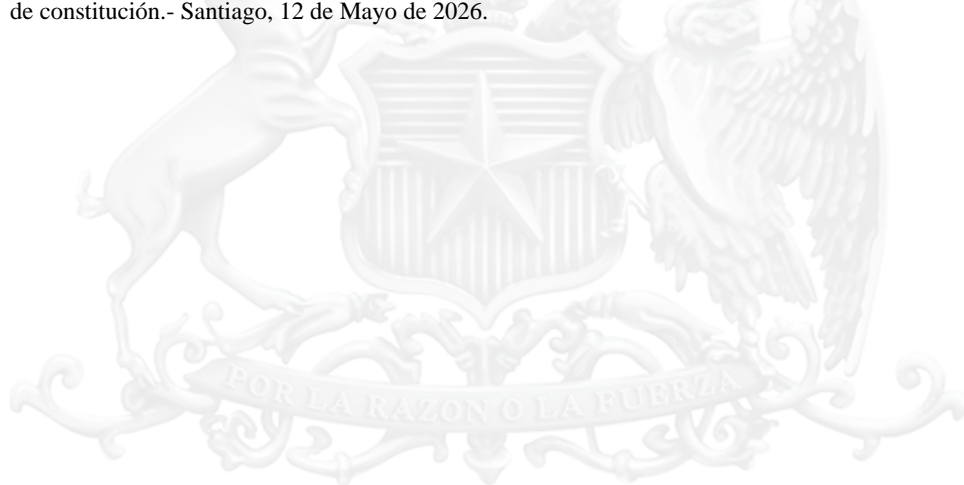 de constitución.- Santiago, 12 de Mayo de 2026.
POR LA RAZON O LA FUERZA